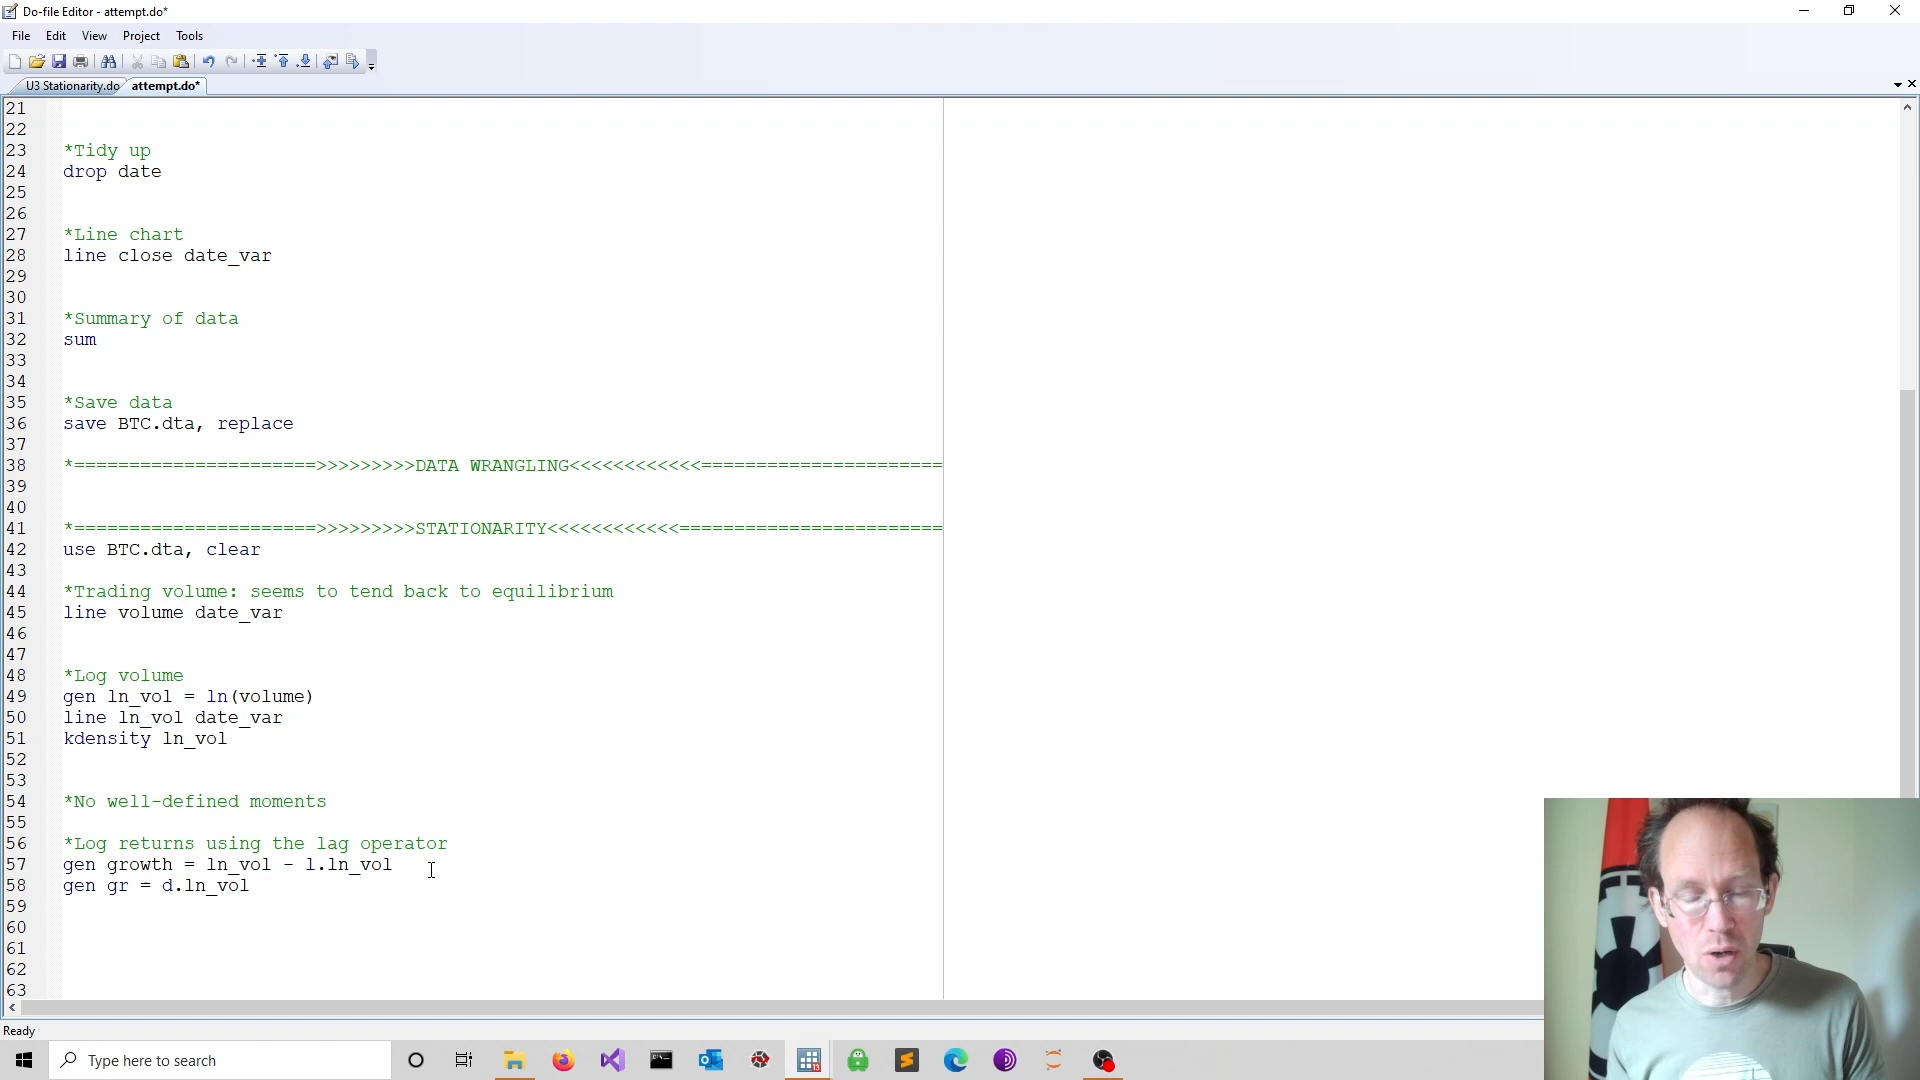 Do-file Editor - attempt.do*
File Edit View Project Tools
U3 Stationarity.do attempt.do*
21
22
23 *Tidy up
24 drop date
25
26
27 *Line chart
28 line close date_var
29
30
31 *Summary of data
32 sum
33
34
35 *Save data
36 save BTC.dta, replace
37
38 *======================>>>>>>>>>DATA WRANGLING<<<<<<<<<<<<======================
39
40
41 *======================>>>>>>>>>STATIONARITY<<<<<<<<<<<<========================
42 use BTC.dta, clear
43
44 *Trading volume: seems to tend back to equilibrium
45 line volume date_var
46
47
48 *Log volume
49 gen ln_vol = ln(volume)
50 line ln_vol date_var
51 kdensity ln_vol
52
53
54 *No well-defined moments
55
56 *Log returns using the lag operator
57 gen growth = ln_vol - l.ln_vol
58 gen gr = d.ln_vol
59
60
61
62
63
Ready
Type here to search